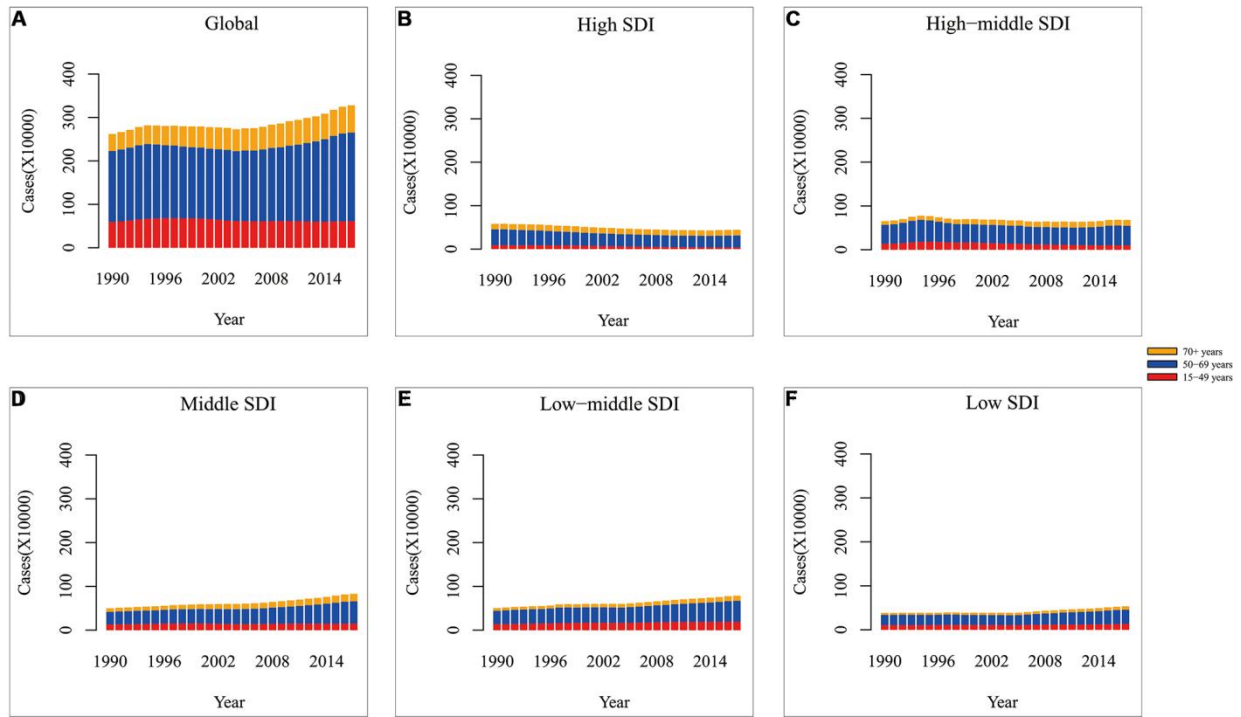 A
Global
Cases(X10000)
400
300
200
100
0
1990 1996 2002 2008 2014
Year
B
High SDI
Cases(X10000)
400
300
200
100
0
1990 1996 2002 2008 2014
Year
C
High−middle SDI
Cases(X10000)
400
300
200
100
0
1990 1996 2002 2008 2014
Year
70+ years
50−69 years
15−49 years
D
Middle SDI
Cases(X10000)
400
300
200
100
0
1990 1996 2002 2008 2014
Year
E
Low−middle SDI
Cases(X10000)
400
300
200
100
0
1990 1996 2002 2008 2014
Year
F
Low SDI
Cases(X10000)
400
300
200
100
0
1990 1996 2002 2008 2014
Year